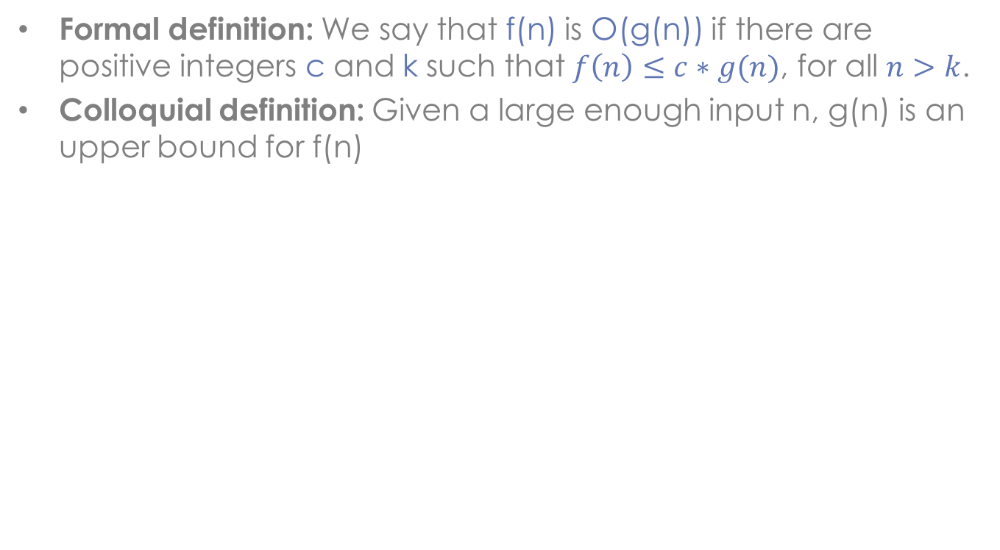 • Formal definition: We say that f(n) is O(g(n)) if there are
positive integers c and k such that f(n) ≤ c ∗ g(n), for all n > k.
• Colloquial definition: Given a large enough input n, g(n) is an
upper bound for f(n)